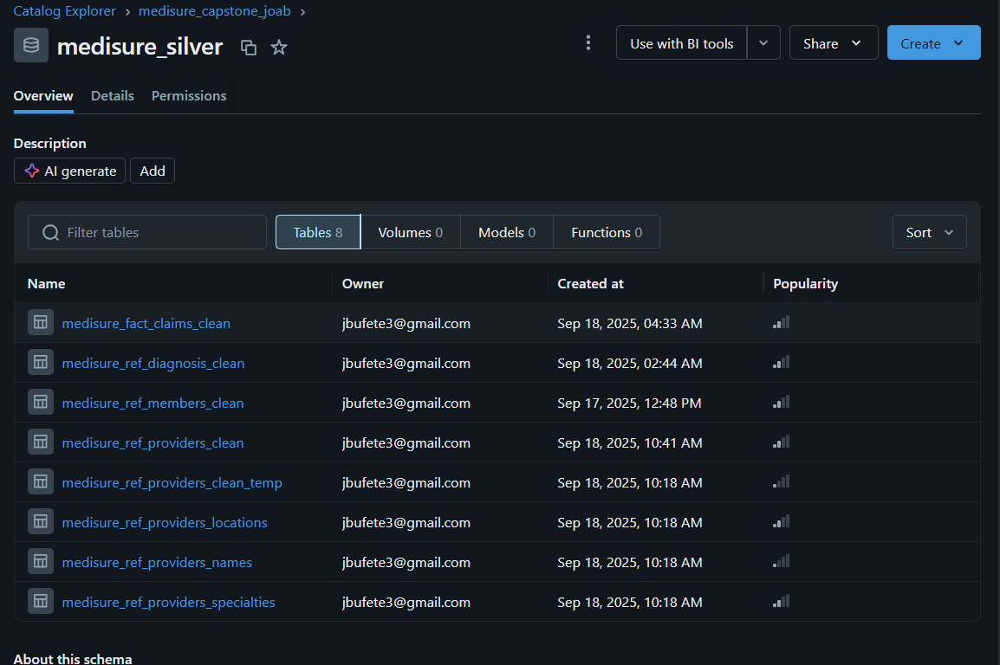 Catalog Explorer > medisure_capstone_joab >
medisure_silver
Use with BI tools
Share
Create
Overview Details Permissions
Description
AI generate Add
Filter tables Tables 8 Volumes 0 Models 0 Functions 0 Sort
Name Owner Created at Popularity
medisure_fact_claims_clean jbufete3@gmail.com Sep 18, 2025, 04:33 AM
medisure_ref_diagnosis_clean jbufete3@gmail.com Sep 18, 2025, 02:44 AM
medisure_ref_members_clean jbufete3@gmail.com Sep 17, 2025, 12:48 PM
medisure_ref_providers_clean jbufete3@gmail.com Sep 18, 2025, 10:41 AM
medisure_ref_providers_clean_temp jbufete3@gmail.com Sep 18, 2025, 10:18 AM
medisure_ref_providers_locations jbufete3@gmail.com Sep 18, 2025, 10:18 AM
medisure_ref_providers_names jbufete3@gmail.com Sep 18, 2025, 10:18 AM
medisure_ref_providers_specialties jbufete3@gmail.com Sep 18, 2025, 10:18 AM
About this schema